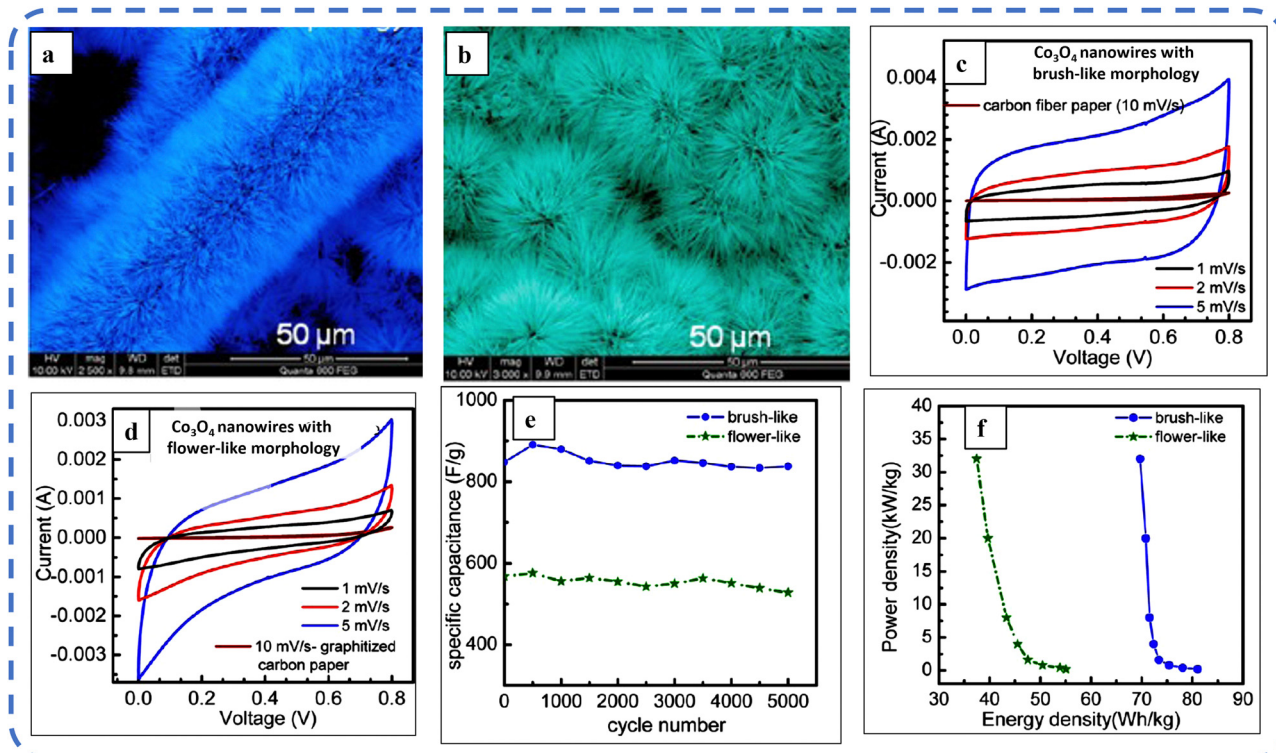 a
50 µm
HV
mag
WD
det
50 µm
10.00 kV
2 500 x
9.8 mm
ETD
Quanta 600 FEG
b
50 µm
HV
mag
WD
det
50 µm
10.00 kV
3 000 x
9.9 mm
ETD
Quanta 600 FEG
c
Co₃O₄ nanowires with
brush-like morphology
carbon fiber paper (10 mV/s)
0.004
0.002
0.000
-0.002
Current (A)
1 mV/s
2 mV/s
5 mV/s
0.0 0.2 0.4 0.6 0.8
Voltage (V)
d
Co₃O₄ nanowires with
flower-like morphology
0.003
0.002
0.001
0.000
-0.001
-0.002
-0.003
Current (A)
1 mV/s
2 mV/s
5 mV/s
10 mV/s- graphitized
carbon paper
0.0 0.2 0.4 0.6 0.8
Voltage (V)
e
brush-like
flower-like
1000
800
600
400
specific capacitance (F/g)
0 1000 2000 3000 4000 5000
cycle number
f
brush-like
flower-like
40
35
30
25
20
15
10
5
0
Power density(kW/kg)
30 40 50 60 70 80 90
Energy density(Wh/kg)